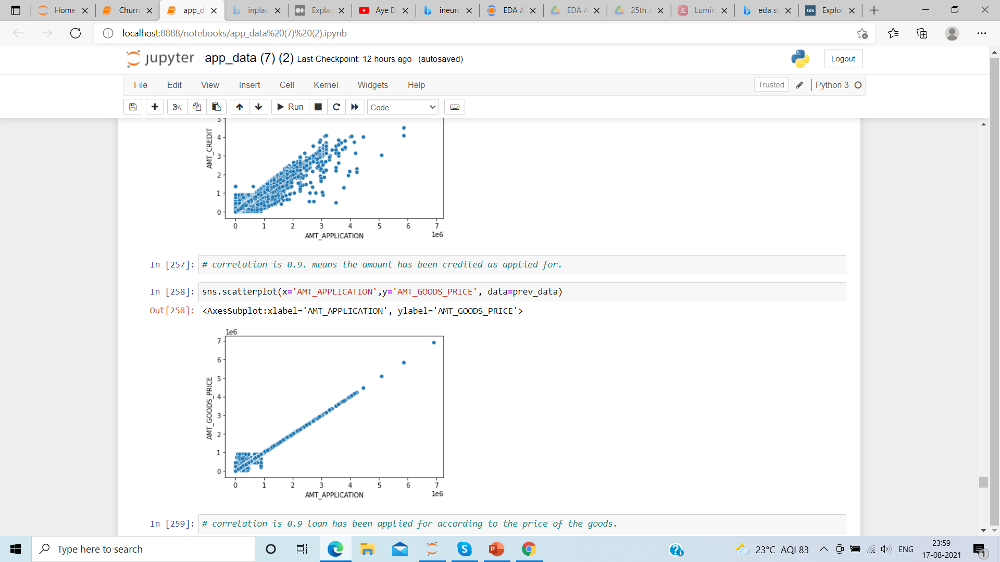 Home
Churn
app_d
inplac
Explai
Aye D
ineuro
EDA A
EDA A
25th J
Lumin
eda st
tds Explor
localhost:8888/notebooks/app_data%20(7)%20(2).ipynb
jupyter app_data (7) (2) Last Checkpoint: 12 hours ago (autosaved)
Logout
File Edit View Insert Cell Kernel Widgets Help
Trusted Python 3
Run Code
5
4
3
2
1
0
AMT_CREDIT
0 1 2 3 4 5 6 7
1e6
AMT_APPLICATION
In [257]: # correlation is 0.9. means the amount has been credited as applied for.
In [258]: sns.scatterplot(x='AMT_APPLICATION',y='AMT_GOODS_PRICE', data=prev_data)
Out[258]: <AxesSubplot:xlabel='AMT_APPLICATION', ylabel='AMT_GOODS_PRICE'>
1e6
7
6
5
4
3
2
1
0
AMT_GOODS_PRICE
0 1 2 3 4 5 6 7
1e6
AMT_APPLICATION
In [259]: # correlation is 0.9 loan has been applied for according to the price of the goods.
Type here to search
23°C AQI 83
ENG
23:59
17-08-2021
1